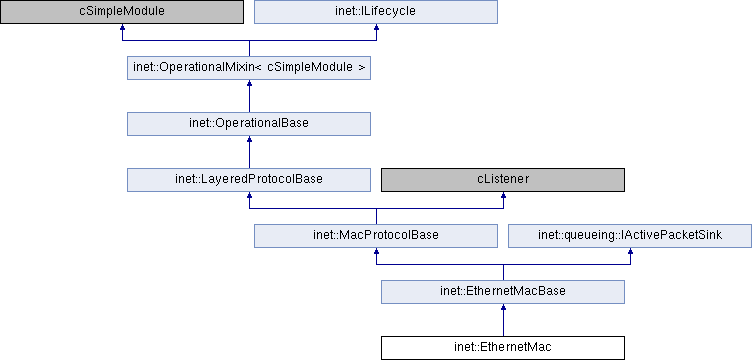 cSimpleModule
inet::ILifecycle
inet::OperationalMixin< cSimpleModule >
inet::OperationalBase
inet::LayeredProtocolBase
cListener
inet::MacProtocolBase
inet::queueing::IActivePacketSink
inet::EthernetMacBase
inet::EthernetMac